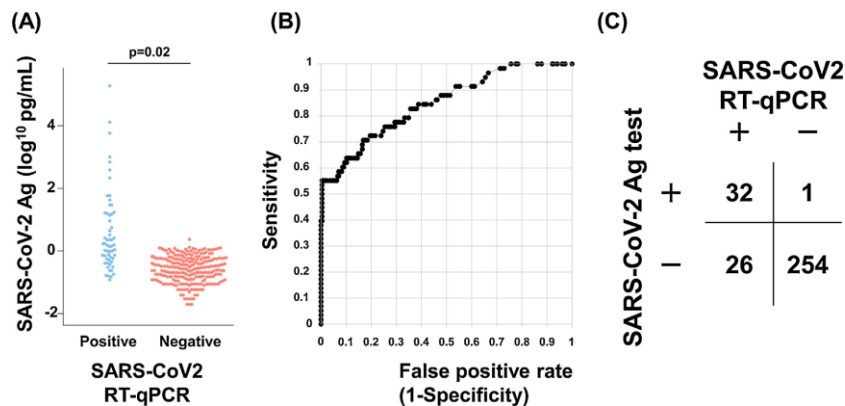 (A)
p=0.02
SARS-CoV-2 Ag (log¹⁰ pg/mL)
4
2
0
-2
Positive
Negative
SARS-CoV2
RT-qPCR
(B)
Sensitivity
1
0.9
0.8
0.7
0.6
0.5
0.4
0.3
0.2
0.1
0
0 0.1 0.2 0.3 0.4 0.5 0.6 0.7 0.8 0.9 1
False positive rate
(1-Specificity)
(C)
SARS-CoV2
RT-qPCR
+ −
SARS-CoV-2 Ag test
+ 32 1
− 26 254